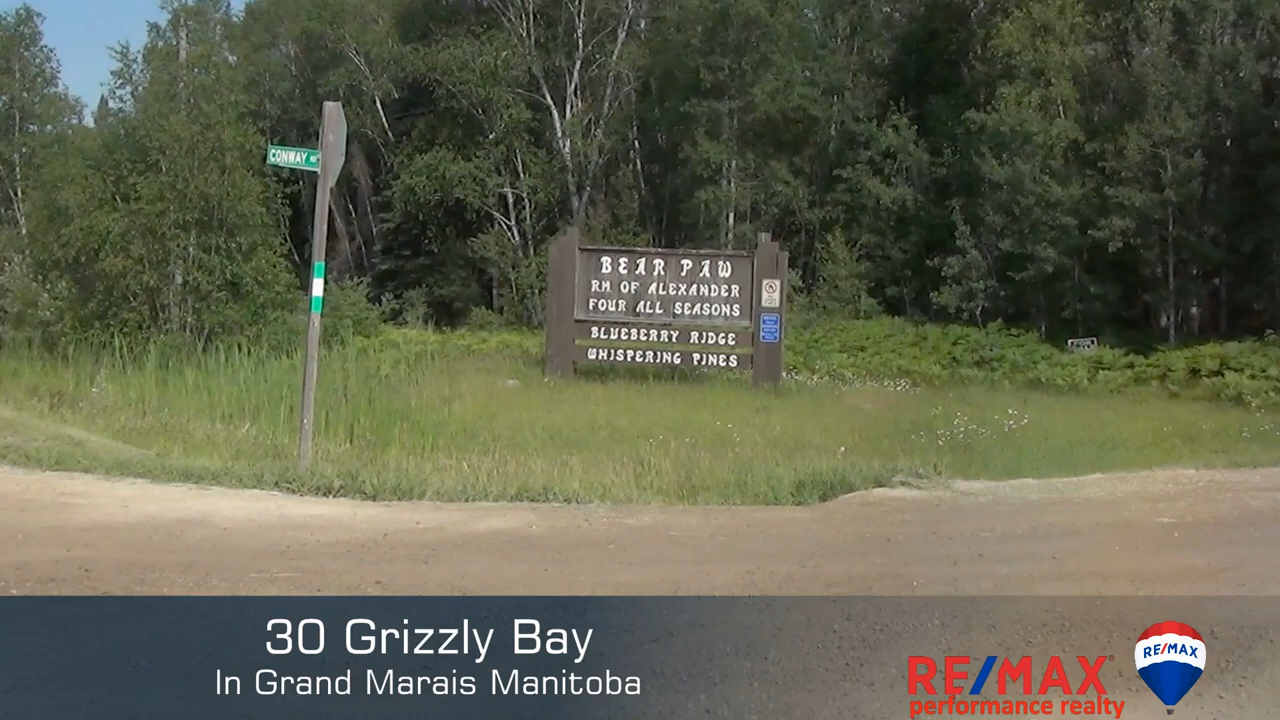 CONWAY RD
BEAR PAW
RM OF ALEXANDER
FOUR ALL SEASONS
BLUEBERRY RIDGE
WHISPERING PINES
FOR
30 Grizzly Bay
In Grand Marais Manitoba
RE/MAX
performance realty
RE/MAX